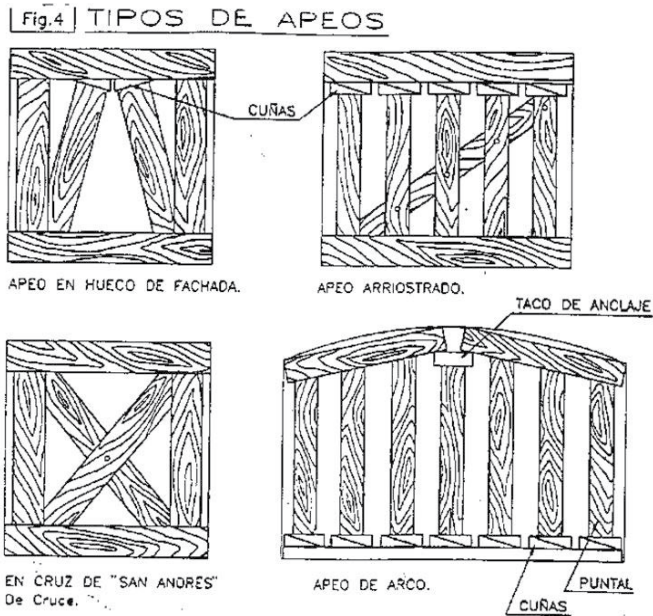 Fig.4 TIPOS DE APEOS
CUÑAS
APEO EN HUECO DE FACHADA.
APEO ARRIOSTRADO.
TACO DE ANCLAJE
EN CRUZ DE "SAN ANDRES"
De Cruce.
APEO DE ARCO.
PUNTAL
CUÑAS